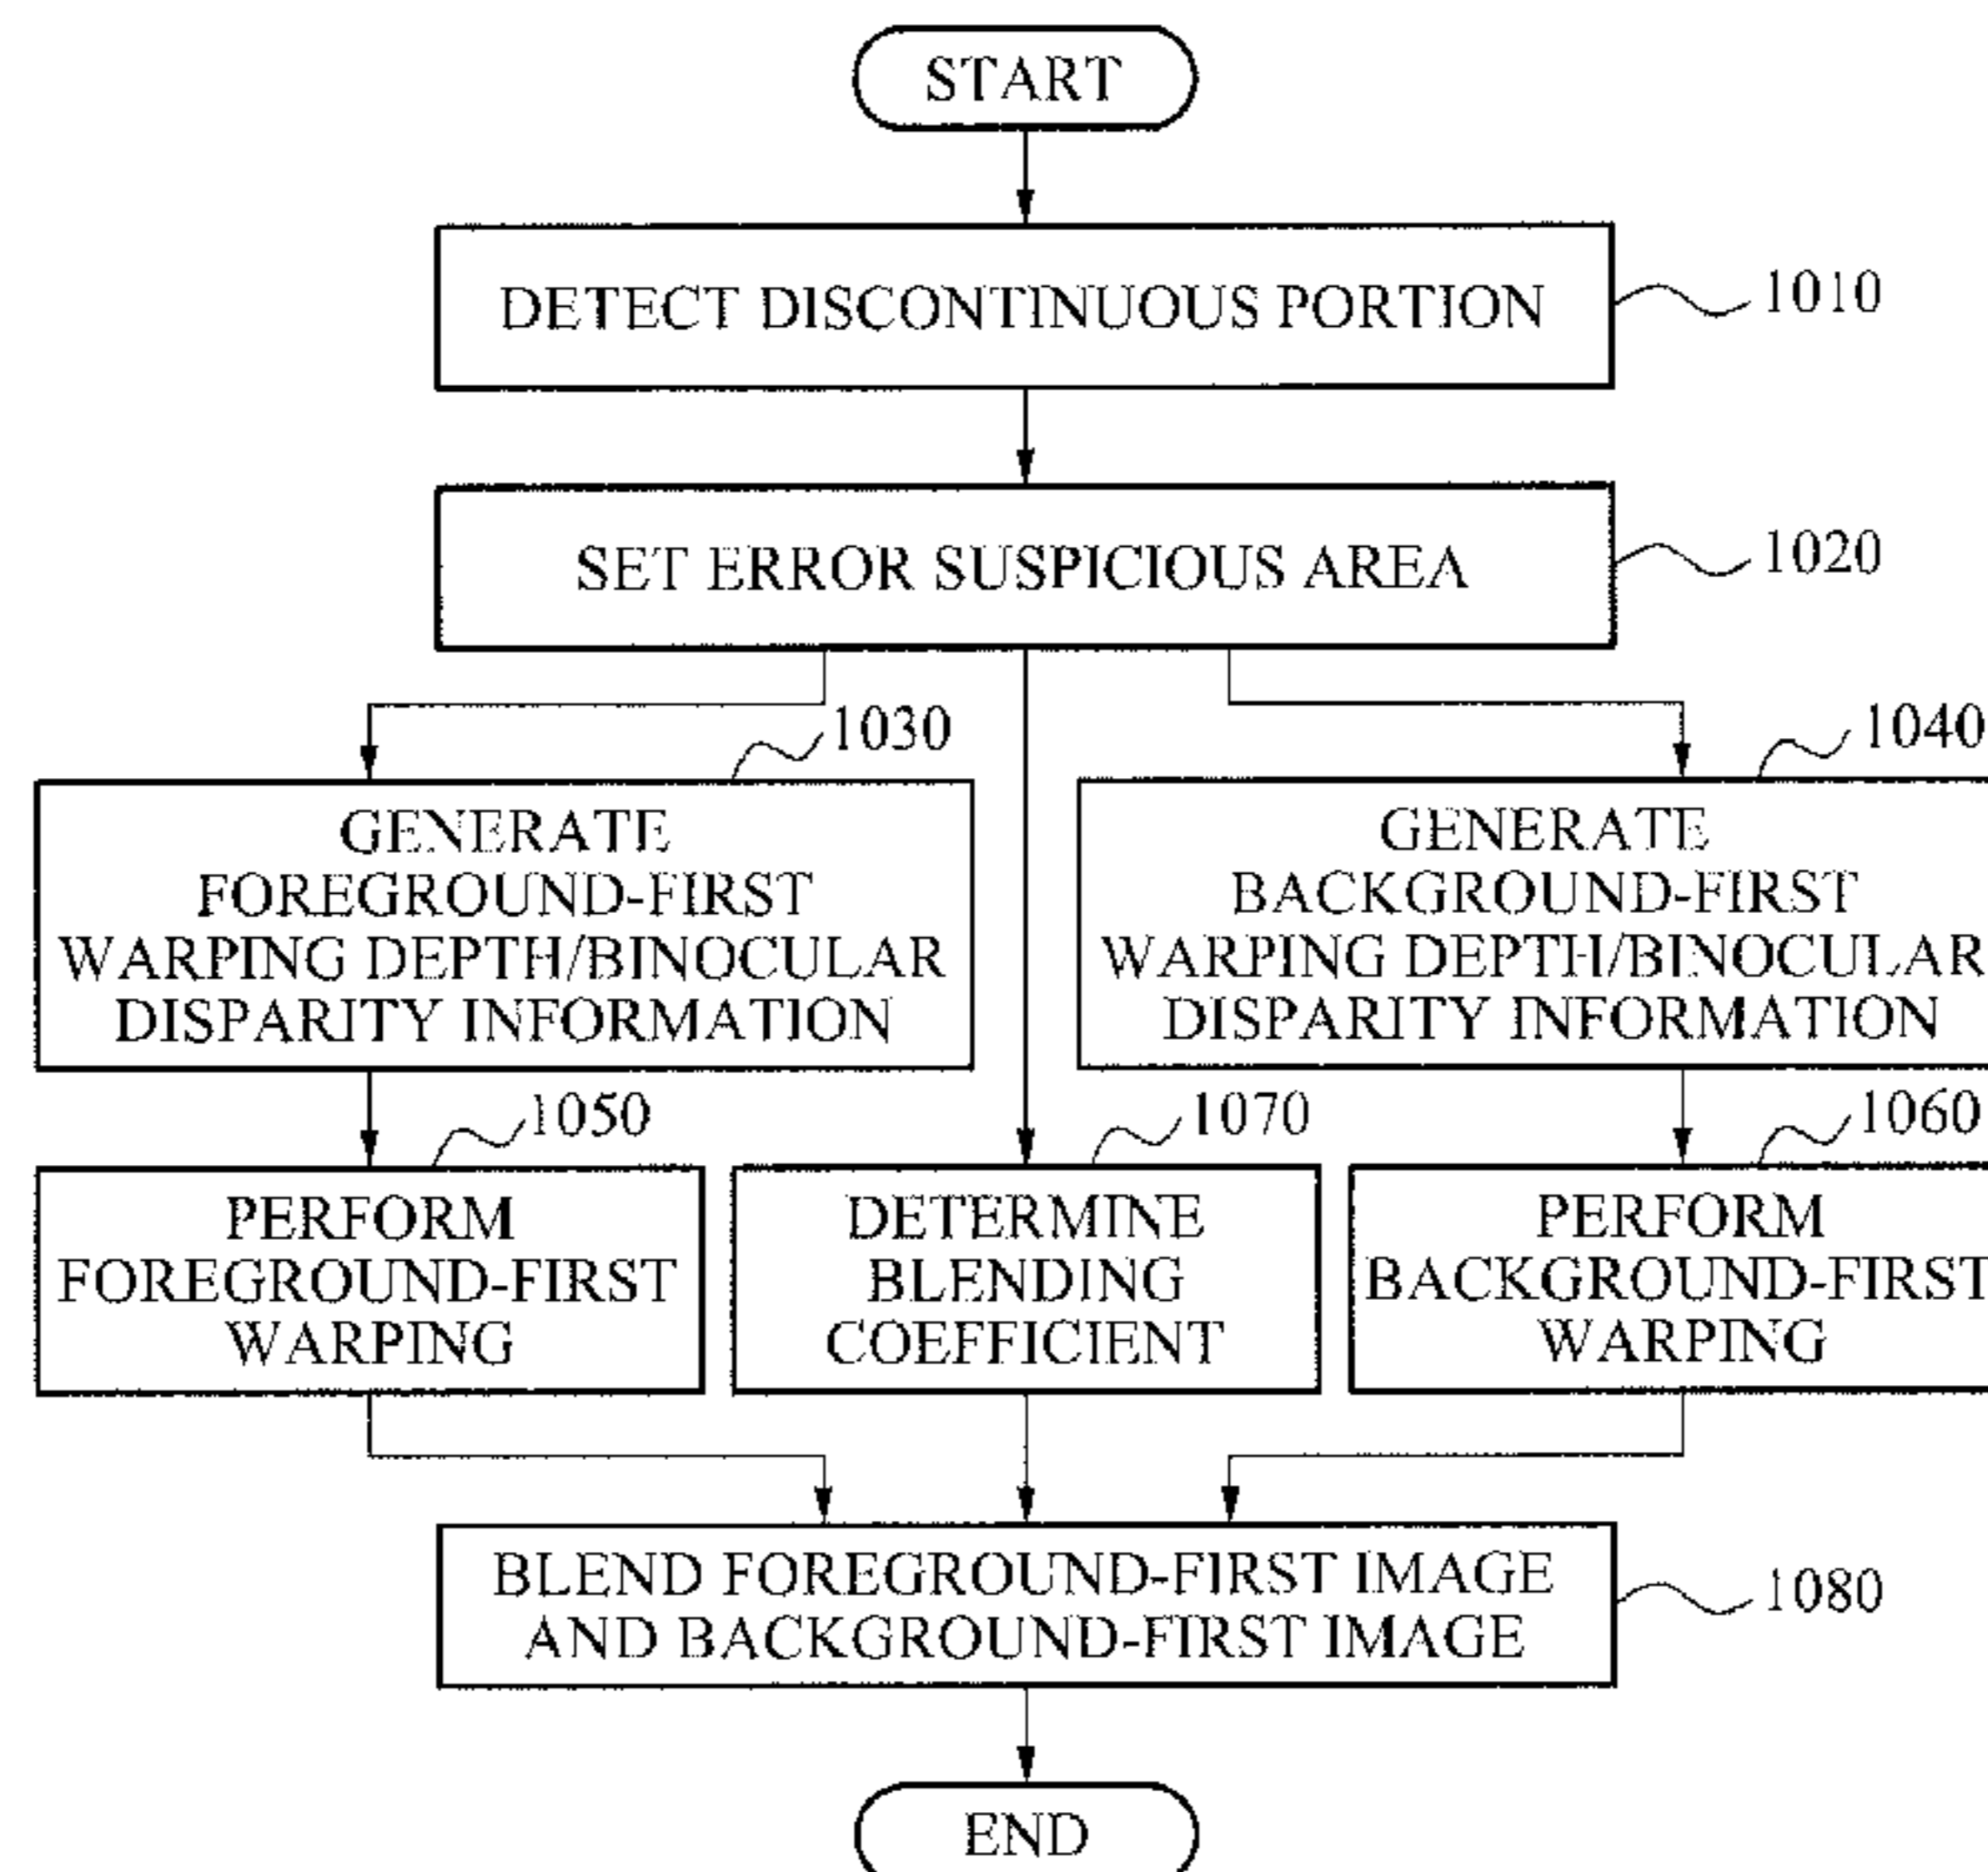 START
DETECT DISCONTINUOUS PORTION
1010
SET ERROR SUSPICIOUS AREA
1020
1030
GENERATE
FOREGROUND-FIRST
WARPING DEPTH/BINOCULAR
DISPARITY INFORMATION
1040
GENERATE
BACKGROUND-FIRST
WARPING DEPTH/BINOCULAR
DISPARITY INFORMATION
1050
PERFORM
FOREGROUND-FIRST
WARPING
1070
DETERMINE
BLENDING
COEFFICIENT
1060
PERFORM
BACKGROUND-FIRST
WARPING
BLEND FOREGROUND-FIRST IMAGE
AND BACKGROUND-FIRST IMAGE
1080
END